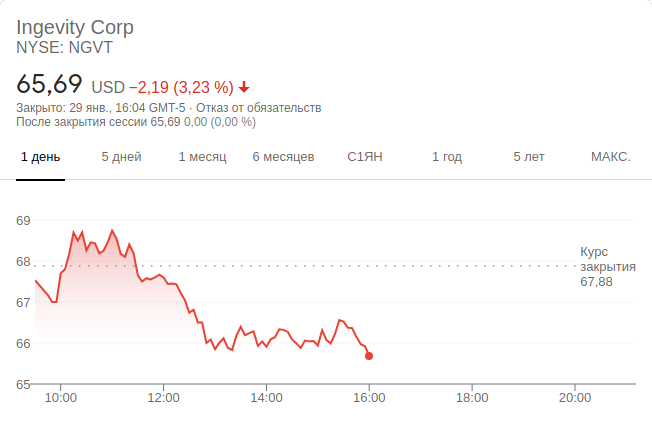 Ingevity Corp
NYSE: NGVT
65,69 USD −2,19 (3,23 %)
Закрыто: 29 янв., 16:04 GMT-5 · Отказ от обязательств
После закрытия сессии 65,69 0,00 (0,00 %)
1 день 5 дней 1 месяц 6 месяцев С1ЯН 1 год 5 лет МАКС.
69
68
67
66
65
Курс
закрытия
67,88
10:00 12:00 14:00 16:00 18:00 20:00